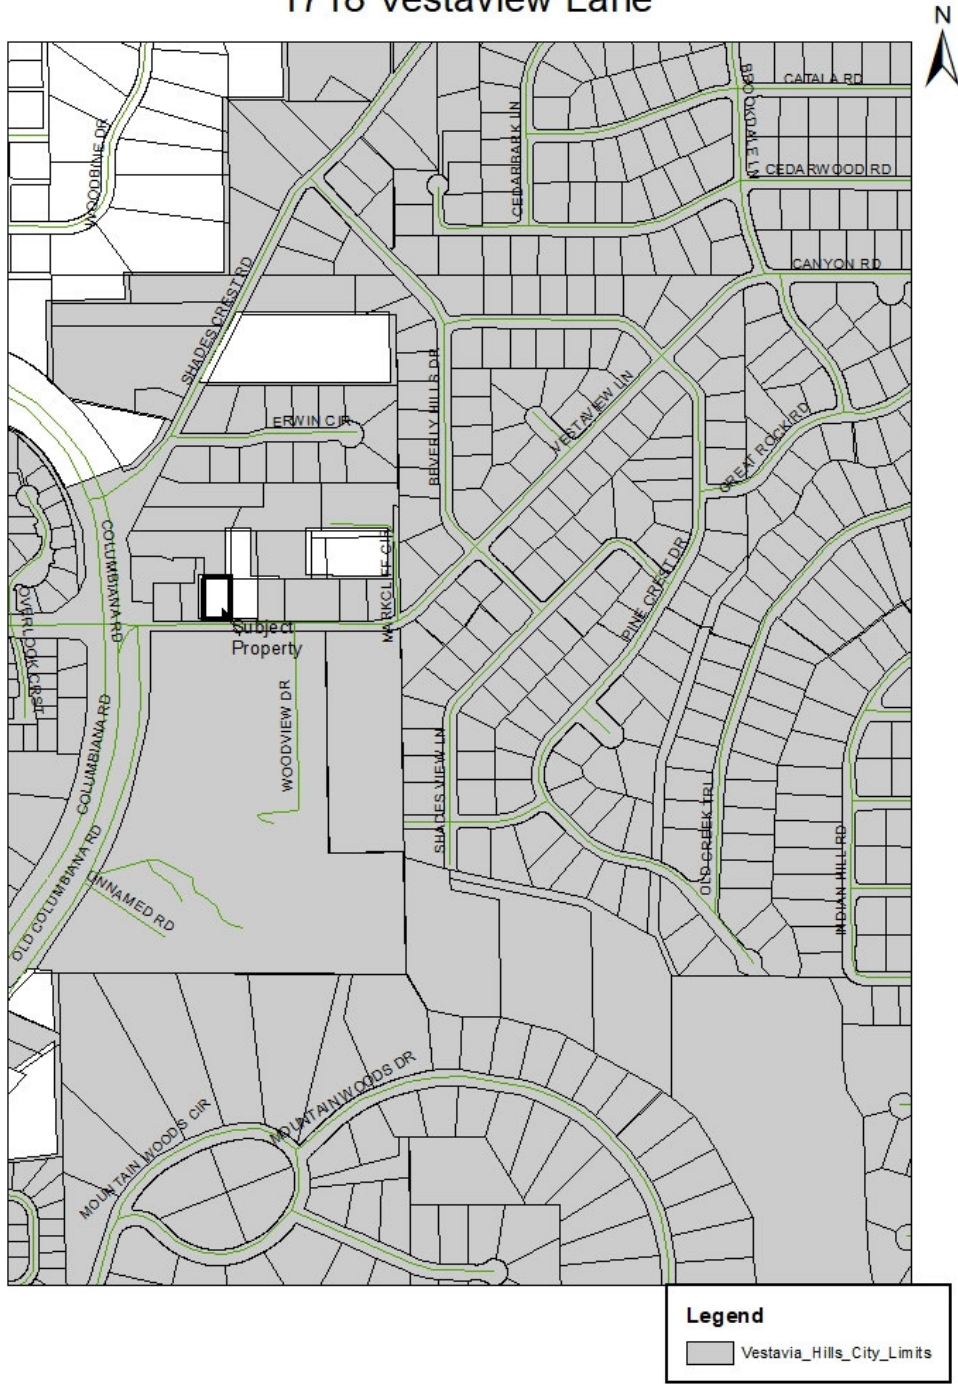 1718 Vestaview Lane
N
CATALA RD
BROOKDALE LN
WOODBINE DR
CEDARBARK LN
CEDARWOOD RD
CANYON RD
SHADES CREST RD
BEVERLY HILLS DR
VESTAVIEW LN
ERWIN CIR
GREAT ROCK RD
COLUMBIANA RD
MARKCLIFF CIR
PINE CREST DR
OVERLOOK CRST
Subject
Property
WOODVIEW DR
COLUMBIANA RD
SHADES VIEW LN
OLD CREEK TRL
INDIAN HILL RD
OLD COLUMBIANA RD
UNNAMED RD
MOUNTAIN WOODS DR
MOUNTAIN WOODS CIR
Legend
Vestavia_Hills_City_Limits